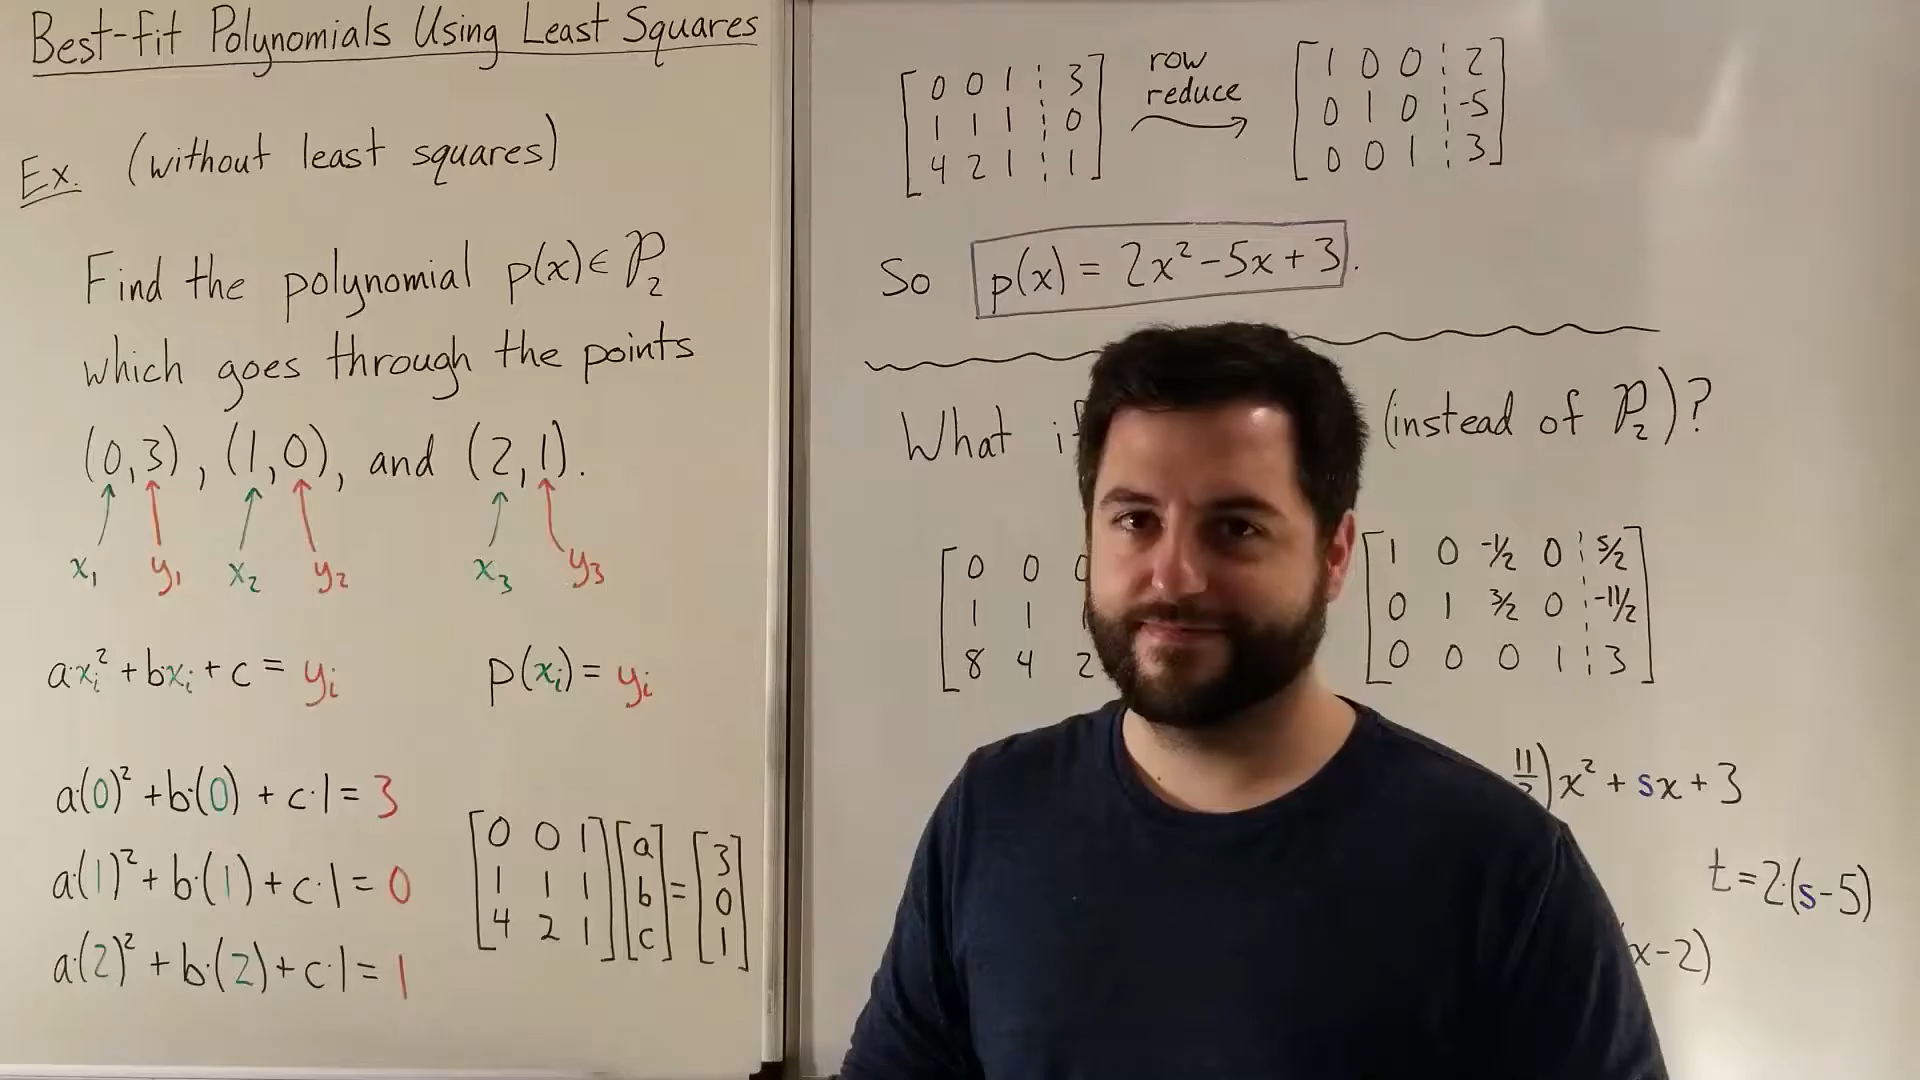 Best-Fit Polynomials Using Least Squares
Ex. (without least squares)
Find the polynomial p(x) ∈ P₂
which goes through the points
(0,3), (1,0), and (2,1).
x₁ y₁ x₂ y₂ x₃ y₃
a·xᵢ² + b·xᵢ + c = yᵢ p(xᵢ) = yᵢ
a(0)² + b·(0) + c·1 = 3
a(1)² + b·(1) + c·1 = 0
a(2)² + b·(2) + c·1 = 1
[0 0 1] [a] [3]
[1 1 1] [b] = [0]
[4 2 1] [c] [1]
[0 0 1 ¦ 3] row [1 0 0 ¦ 2]
[1 1 1 ¦ 0] reduce [0 1 0 ¦ -5]
[4 2 1 ¦ 1] [0 0 1 ¦ 3]
So p(x) = 2x² - 5x + 3.
What (instead of P₂)?
[0 0 [1 0 -1/2 0 ¦ 5/2]
[1 1 [0 1 3/2 0 ¦ -11/2]
[8 4 2 [0 0 0 1 ¦ 3]
)x² + sx + 3
t = 2(s-5)
x-2)